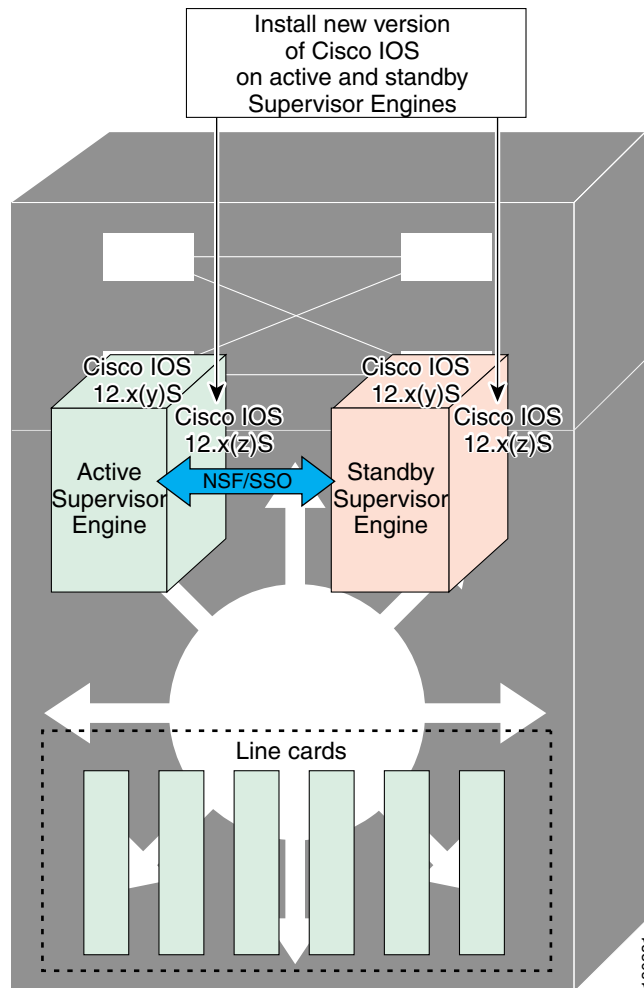 Install new version
of Cisco IOS
on active and standby
Supervisor Engines
Cisco IOS
12.x(y)S
Cisco IOS
12.x(z)S
Cisco IOS
12.x(y)S
Cisco IOS
12.x(z)S
Active
Supervisor
Engine
NSF/SSO
Standby
Supervisor
Engine
Line cards